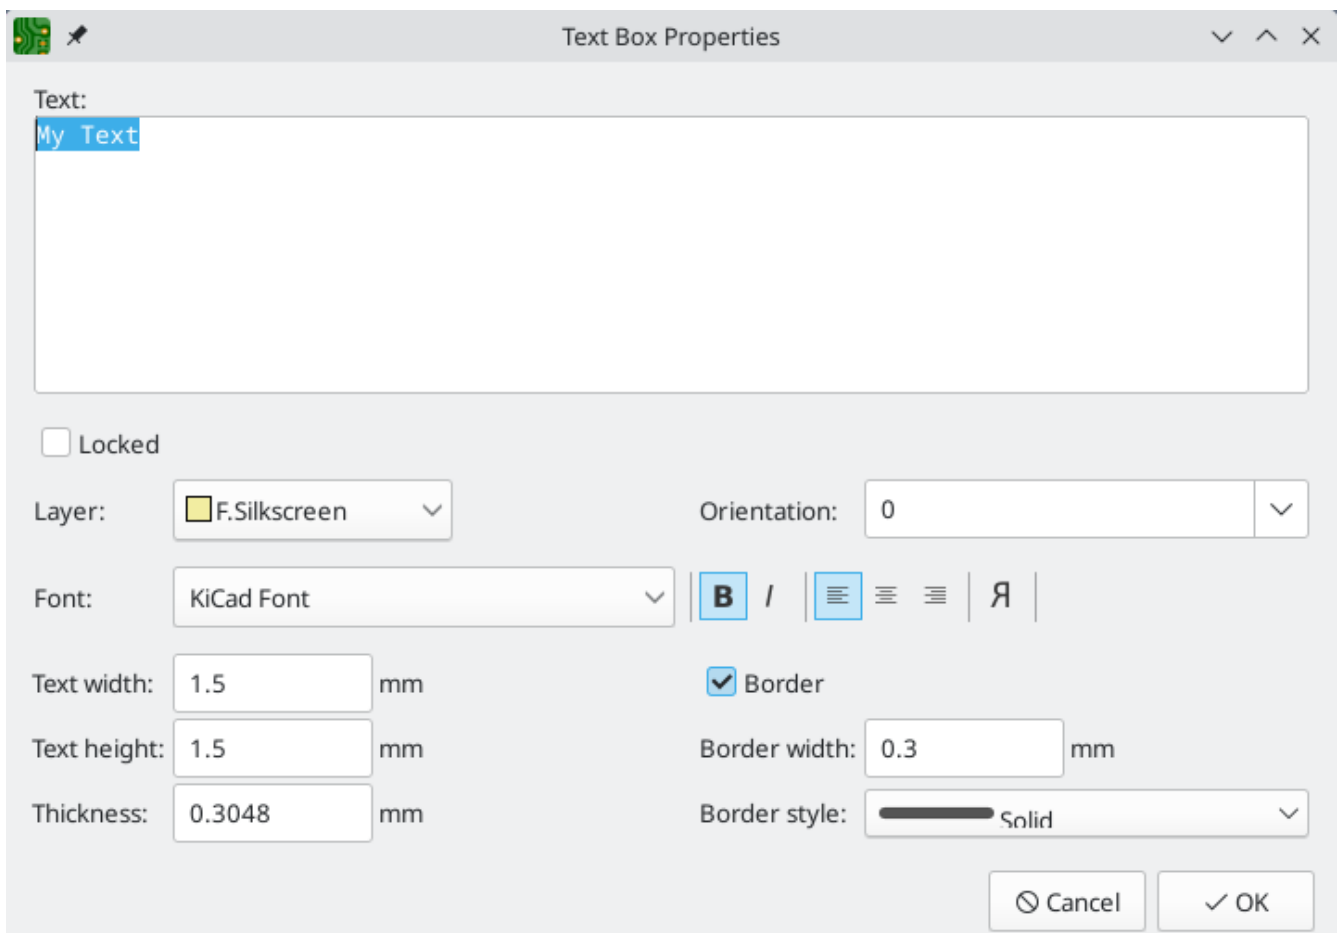 Text Box Properties
Text:
My Text
Locked
Layer: F.Silkscreen Orientation: 0
Font: KiCad Font B I Я
Text width: 1.5 mm Border
Text height: 1.5 mm Border width: 0.3 mm
Thickness: 0.3048 mm Border style: Solid
Cancel OK